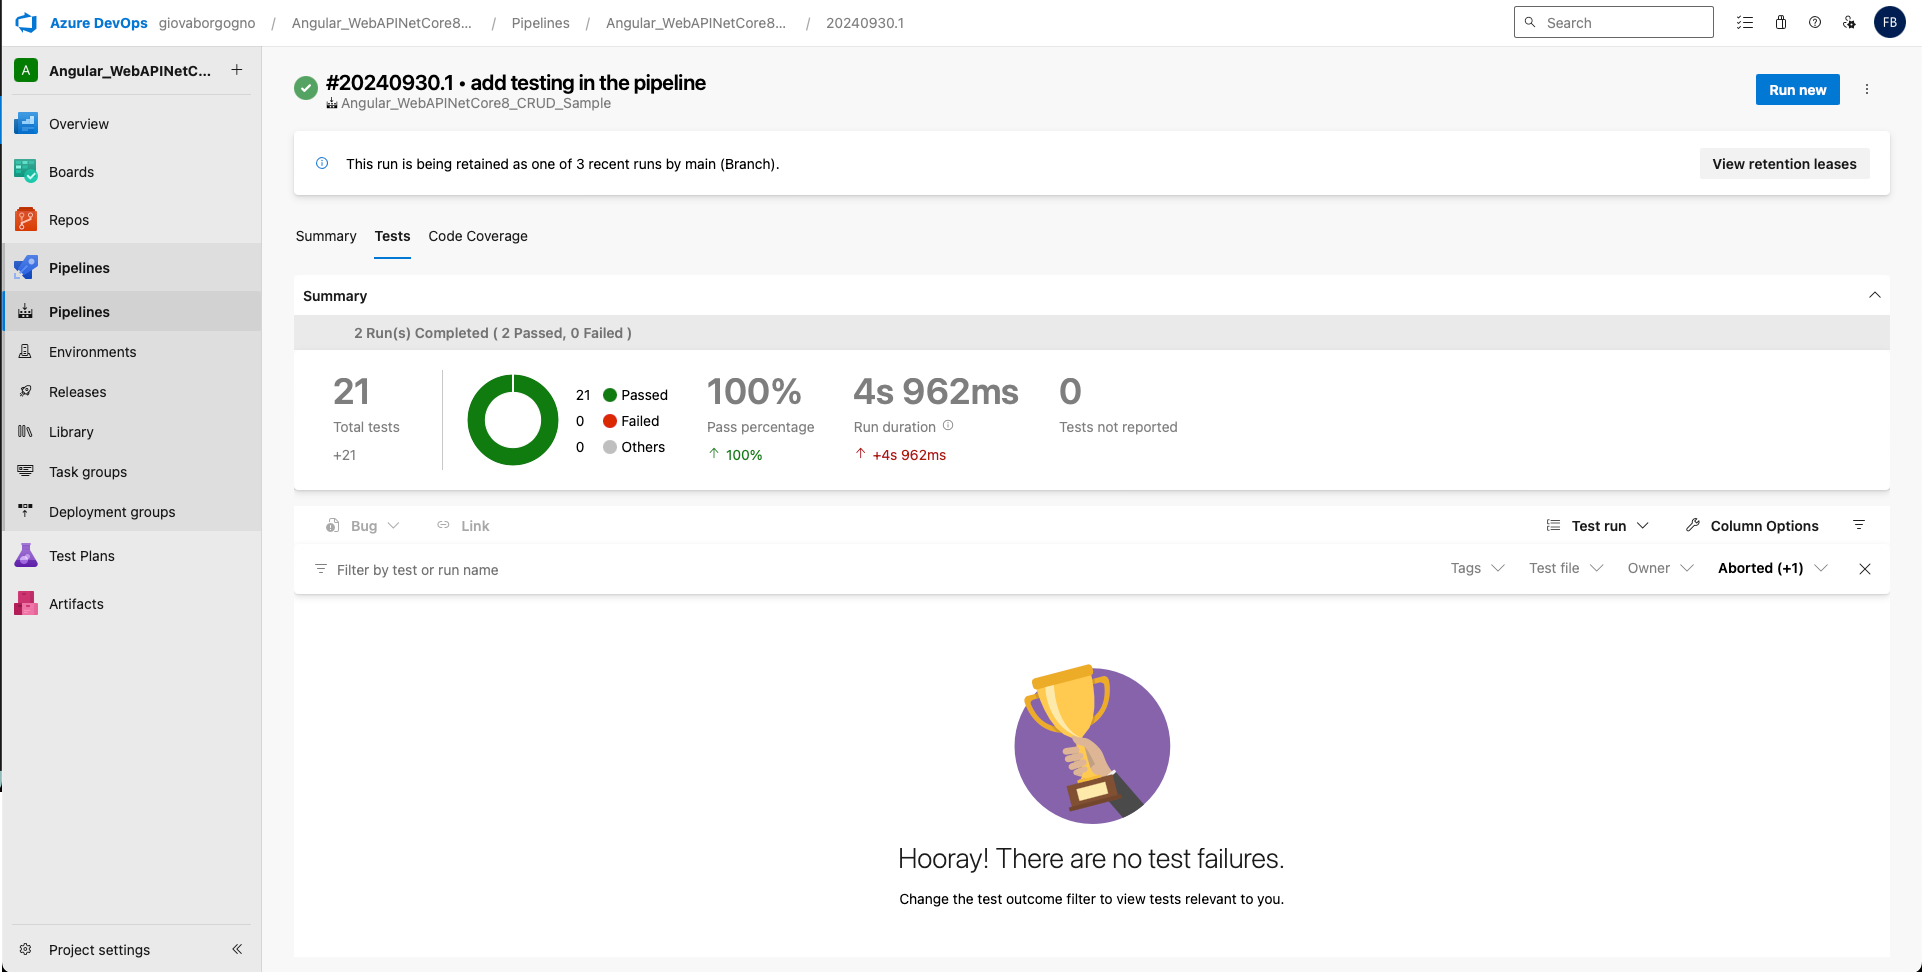 Azure DevOps giovaborgogno / Angular_WebAPINetCore8... / Pipelines / Angular_WebAPINetCore8... / 20240930.1
Search
FB
A Angular_WebAPINetC... +
Overview
Boards
Repos
Pipelines
Pipelines
Environments
Releases
Library
Task groups
Deployment groups
Test Plans
Artifacts
Project settings
#20240930.1 • add testing in the pipeline
Angular_WebAPINetCore8_CRUD_Sample
Run new
This run is being retained as one of 3 recent runs by main (Branch).
View retention leases
Summary Tests Code Coverage
Summary
2 Run(s) Completed ( 2 Passed, 0 Failed )
21
Total tests
+21
21 Passed
0 Failed
0 Others
100%
Pass percentage
100%
4s 962ms
Run duration
+4s 962ms
0
Tests not reported
Bug Link Test run Column Options
Filter by test or run name Tags Test file Owner Aborted (+1)
Hooray! There are no test failures.
Change the test outcome filter to view tests relevant to you.